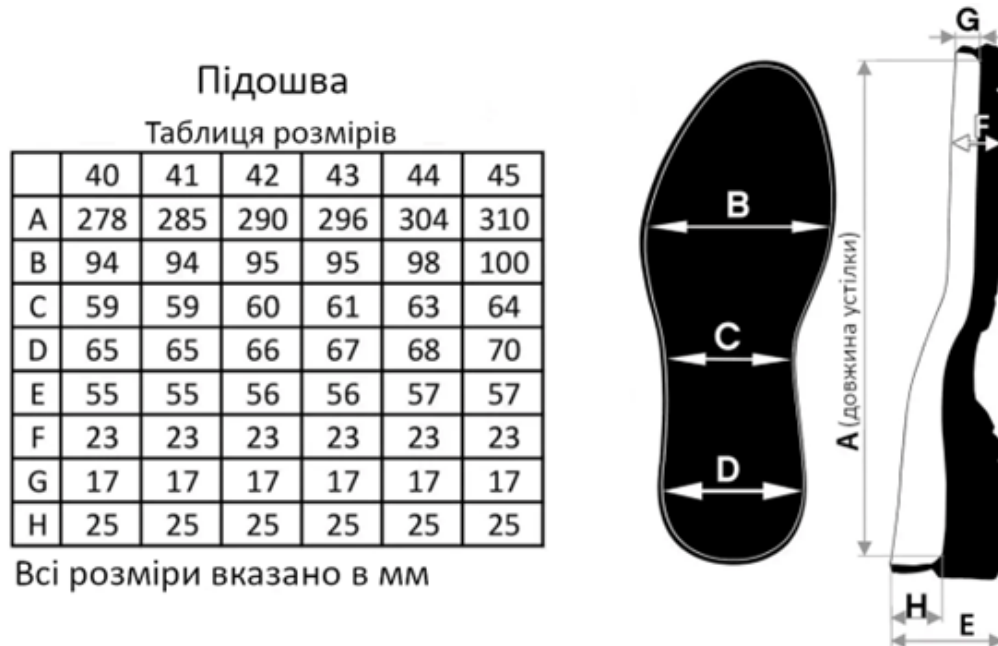 Підошва
Таблиця розмірів
40 41 42 43 44 45
A 278 285 290 296 304 310
B 94 94 95 95 98 100
C 59 59 60 61 63 64
D 65 65 66 67 68 70
E 55 55 56 56 57 57
F 23 23 23 23 23 23
G 17 17 17 17 17 17
H 25 25 25 25 25 25
Всі розміри вказано в мм
B
C
D
A (довжина устілки)
G
F
H
E